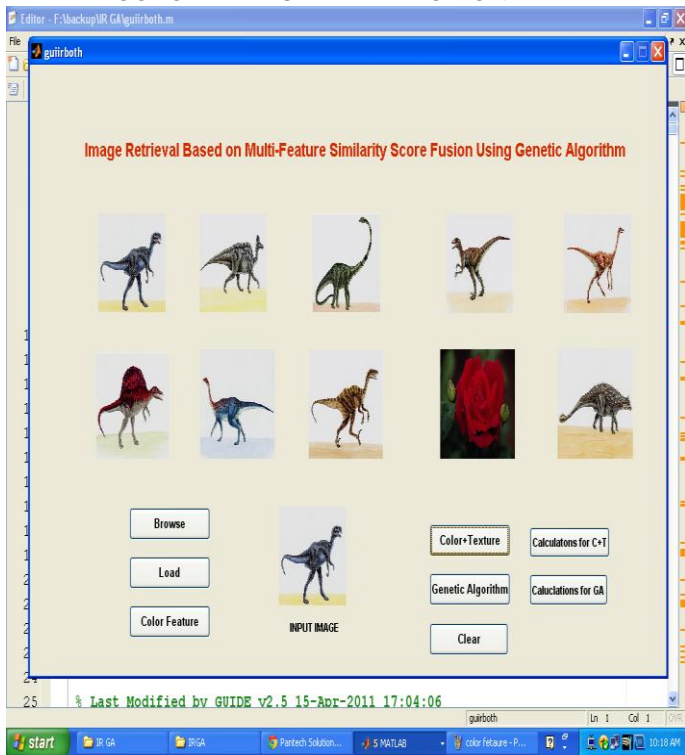 Editor - F:\backup\IR GA\guiirboth.m
File
guiirboth
Image Retrieval Based on Multi-Feature Similarity Score Fusion Using Genetic Algorithm
Browse
Load
Color Feature
INPUT IMAGE
Color+Texture
Calculatons for C+T
Genetic Algorithm
Caluclations for GA
Clear
25 % Last Modified by GUIDE v2.5 15-Apr-2011 17:04:06
guiirboth Ln 1 Col 1 OVR
start IR GA IRGA Pantech Solution... 5 MATLAB color fetaure - P... 10:18 AM